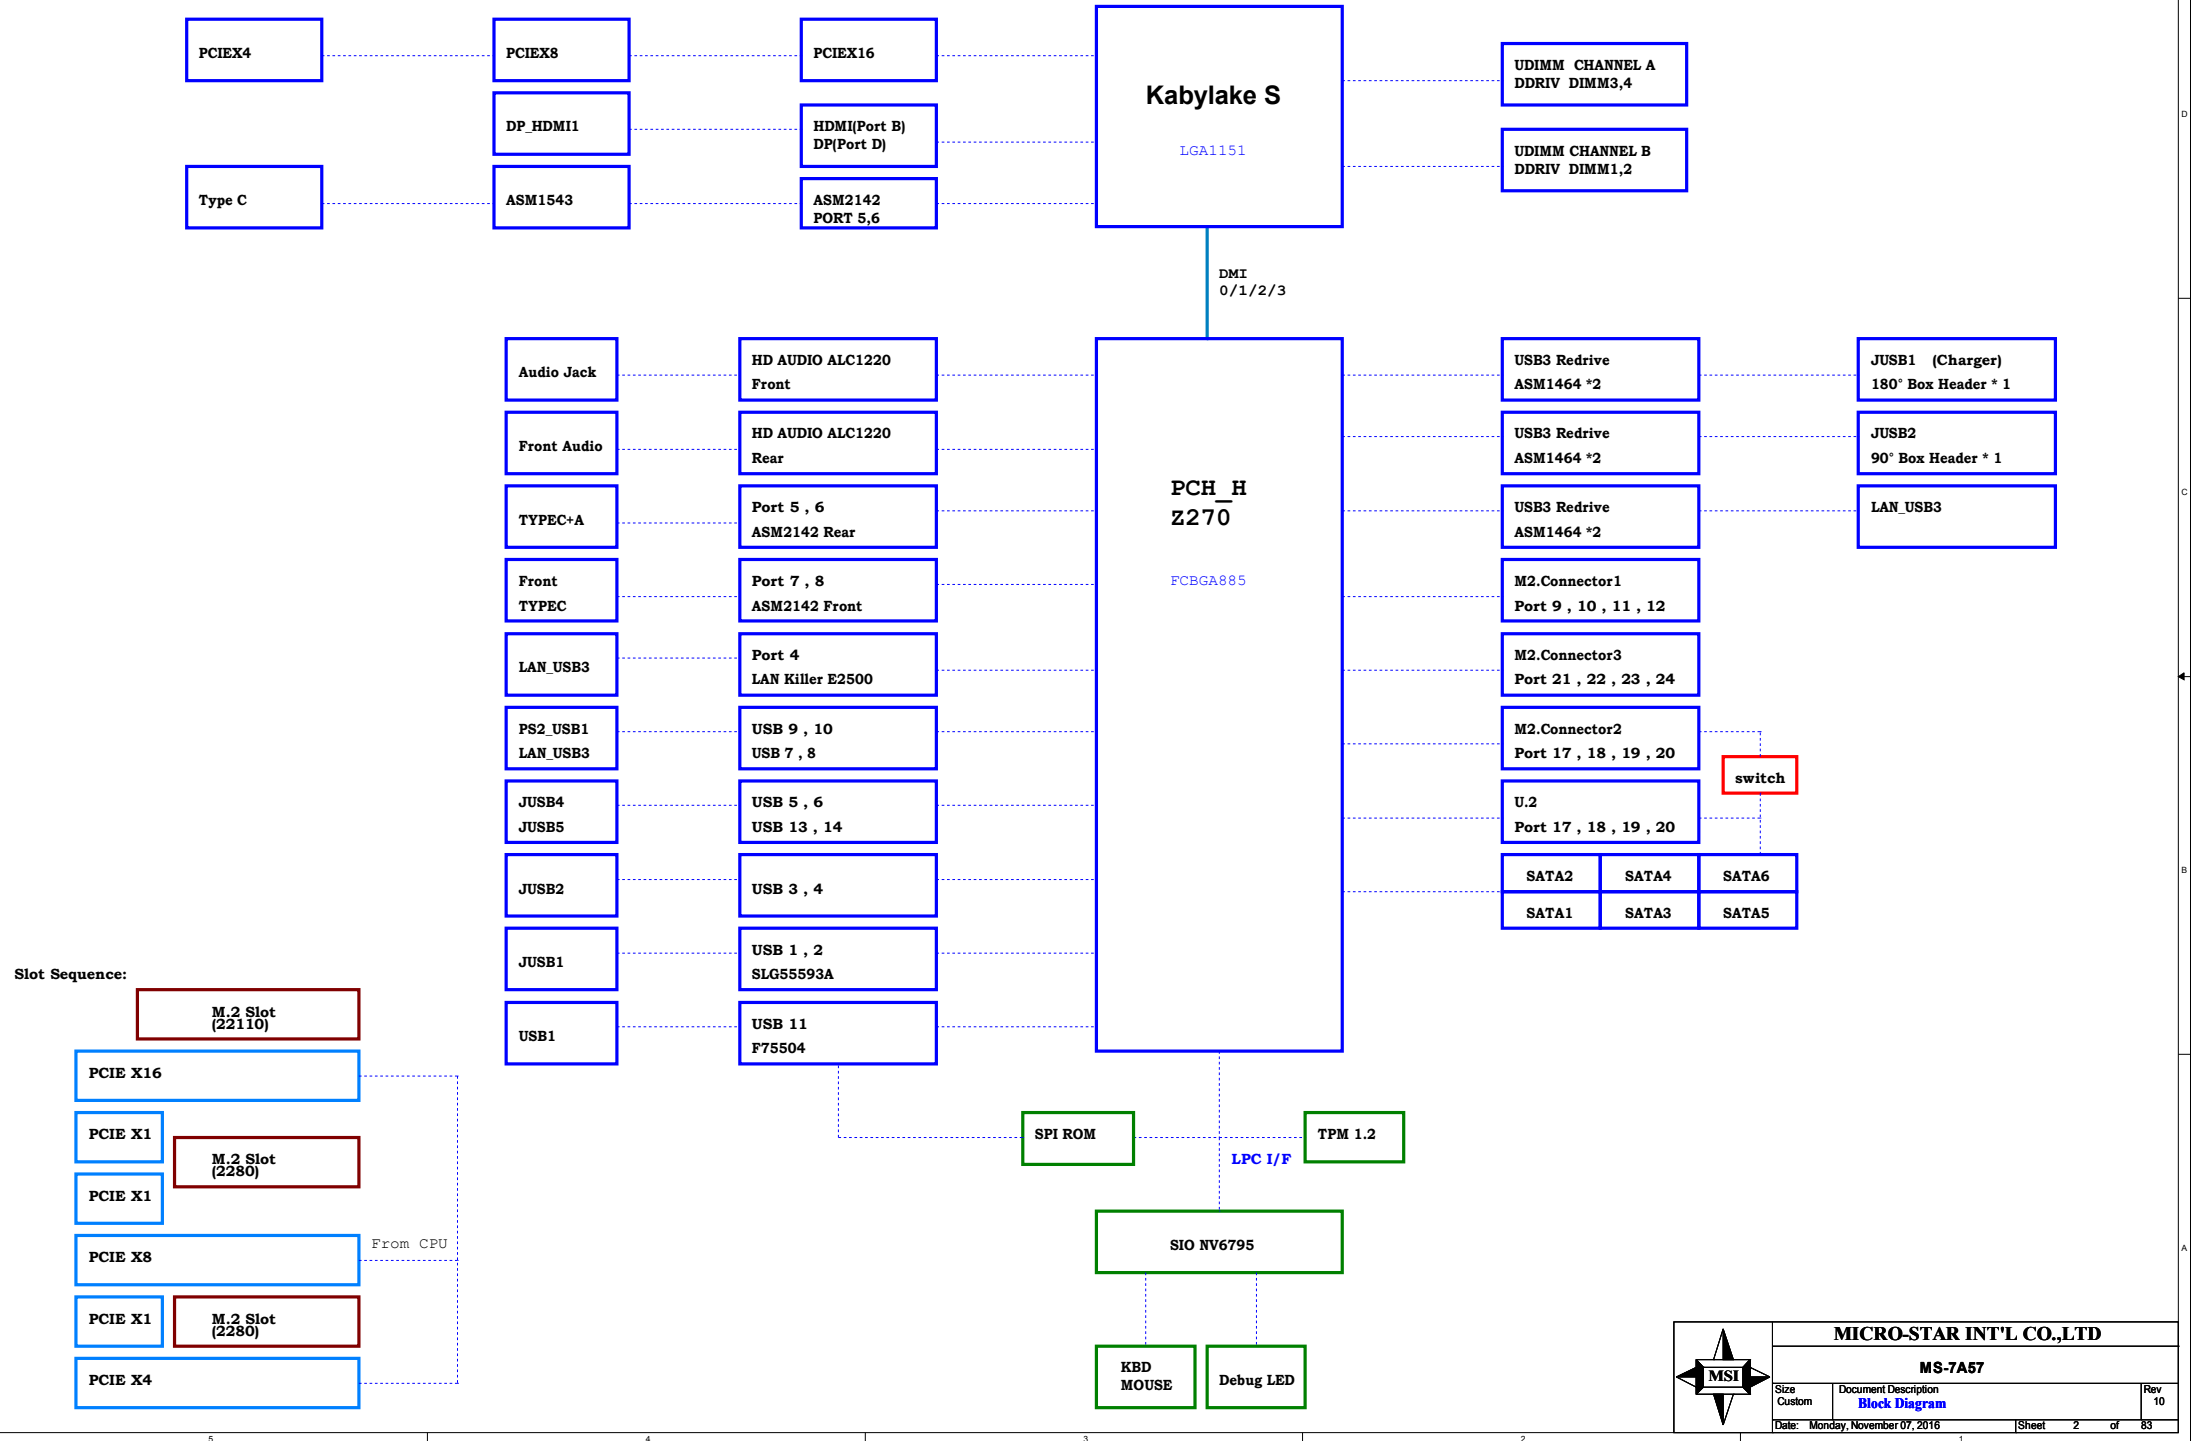 PCIEX4
PCIEX8
PCIEX16
Kabylake S
LGA1151
UDIMM  CHANNEL A
DDRIV  DIMM3,4
DP_HDMI1
HDMI(Port B)
DP(Port D)
UDIMM CHANNEL B
DDRIV  DIMM1,2
Type C
ASM1543
ASM2142
PORT 5,6
DMI
0/1/2/3
Audio Jack
HD AUDIO ALC1220
Front
Front Audio
HD AUDIO ALC1220
Rear
TYPEC+A
Port 5 , 6
ASM2142 Rear
Front
TYPEC
Port 7 , 8
ASM2142 Front
LAN_USB3
Port 4
LAN Killer E2500
PS2_USB1
LAN_USB3
USB 9 , 10
USB 7 , 8
JUSB4
JUSB5
USB 5 , 6
USB 13 , 14
JUSB2
USB 3 , 4
JUSB1
USB 1 , 2
SLG55593A
USB1
USB 11
F75504
PCH_H
Z270
FCBGA885
USB3 Redrive
ASM1464 *2
JUSB1   (Charger)
180° Box Header * 1
USB3 Redrive
ASM1464 *2
JUSB2
90° Box Header * 1
USB3 Redrive
ASM1464 *2
LAN_USB3
M2.Connector1
Port 9 , 10 , 11 , 12
M2.Connector3
Port 21 , 22 , 23 , 24
M2.Connector2
Port 17 , 18 , 19 , 20
switch
U.2
Port 17 , 18 , 19 , 20
SATA2
SATA4
SATA6
SATA1
SATA3
SATA5
Slot Sequence:
M.2 Slot
(22110)
PCIE X16
PCIE X1
M.2 Slot
(2280)
PCIE X1
PCIE X8
From CPU
PCIE X1
M.2 Slot
(2280)
PCIE X4
SPI ROM
TPM 1.2
LPC I/F
SIO NV6795
KBD
MOUSE
Debug LED
D
C
B
A
MSI
MICRO-STAR INT'L CO.,LTD
MS-7A57
Size
Custom
Document Description
Block Diagram
Rev
10
Date: Monday, November 07, 2016
Sheet 2 of 83
5
4
3
2
1